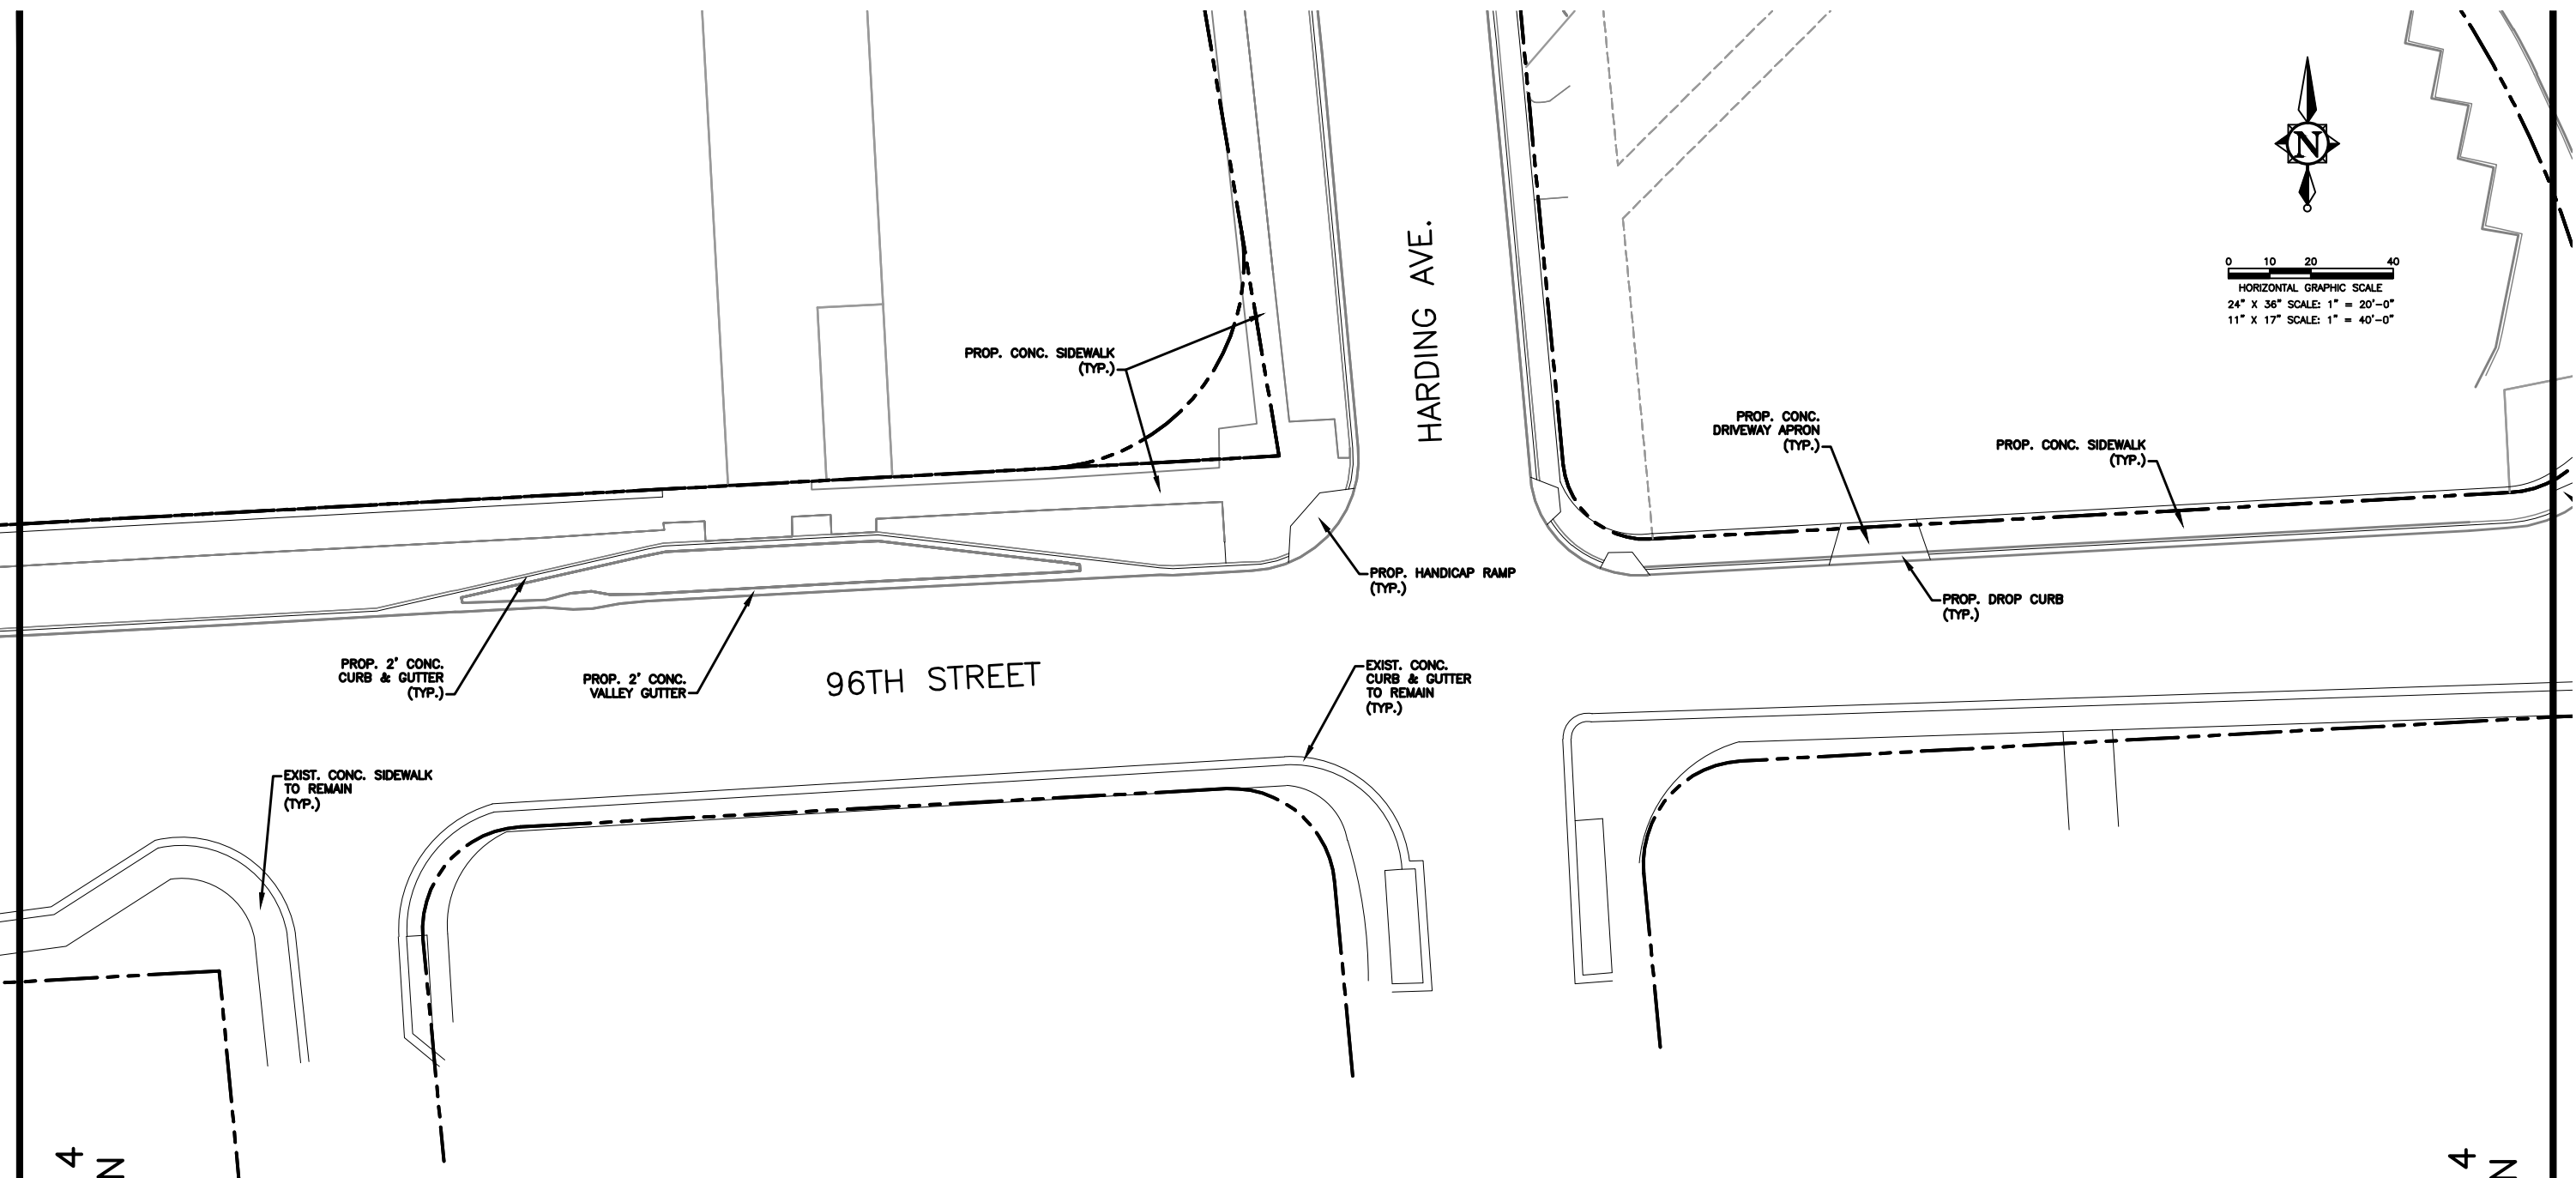 N
0 10 20 40
HORIZONTAL GRAPHIC SCALE
24" X 36" SCALE: 1" = 20'-0"
11" X 17" SCALE: 1" = 40'-0"
HARDING AVE.
PROP. CONC. SIDEWALK
(TYP.)
PROP. CONC.
DRIVEWAY APRON
(TYP.)
PROP. CONC. SIDEWALK
(TYP.)
PROP. HANDICAP RAMP
(TYP.)
PROP. DROP CURB
(TYP.)
PROP. 2' CONC.
CURB & GUTTER
(TYP.)
PROP. 2' CONC.
VALLEY GUTTER
96TH STREET
EXIST. CONC.
CURB & GUTTER
TO REMAIN
(TYP.)
EXIST. CONC. SIDEWALK
TO REMAIN
(TYP.)
4
4